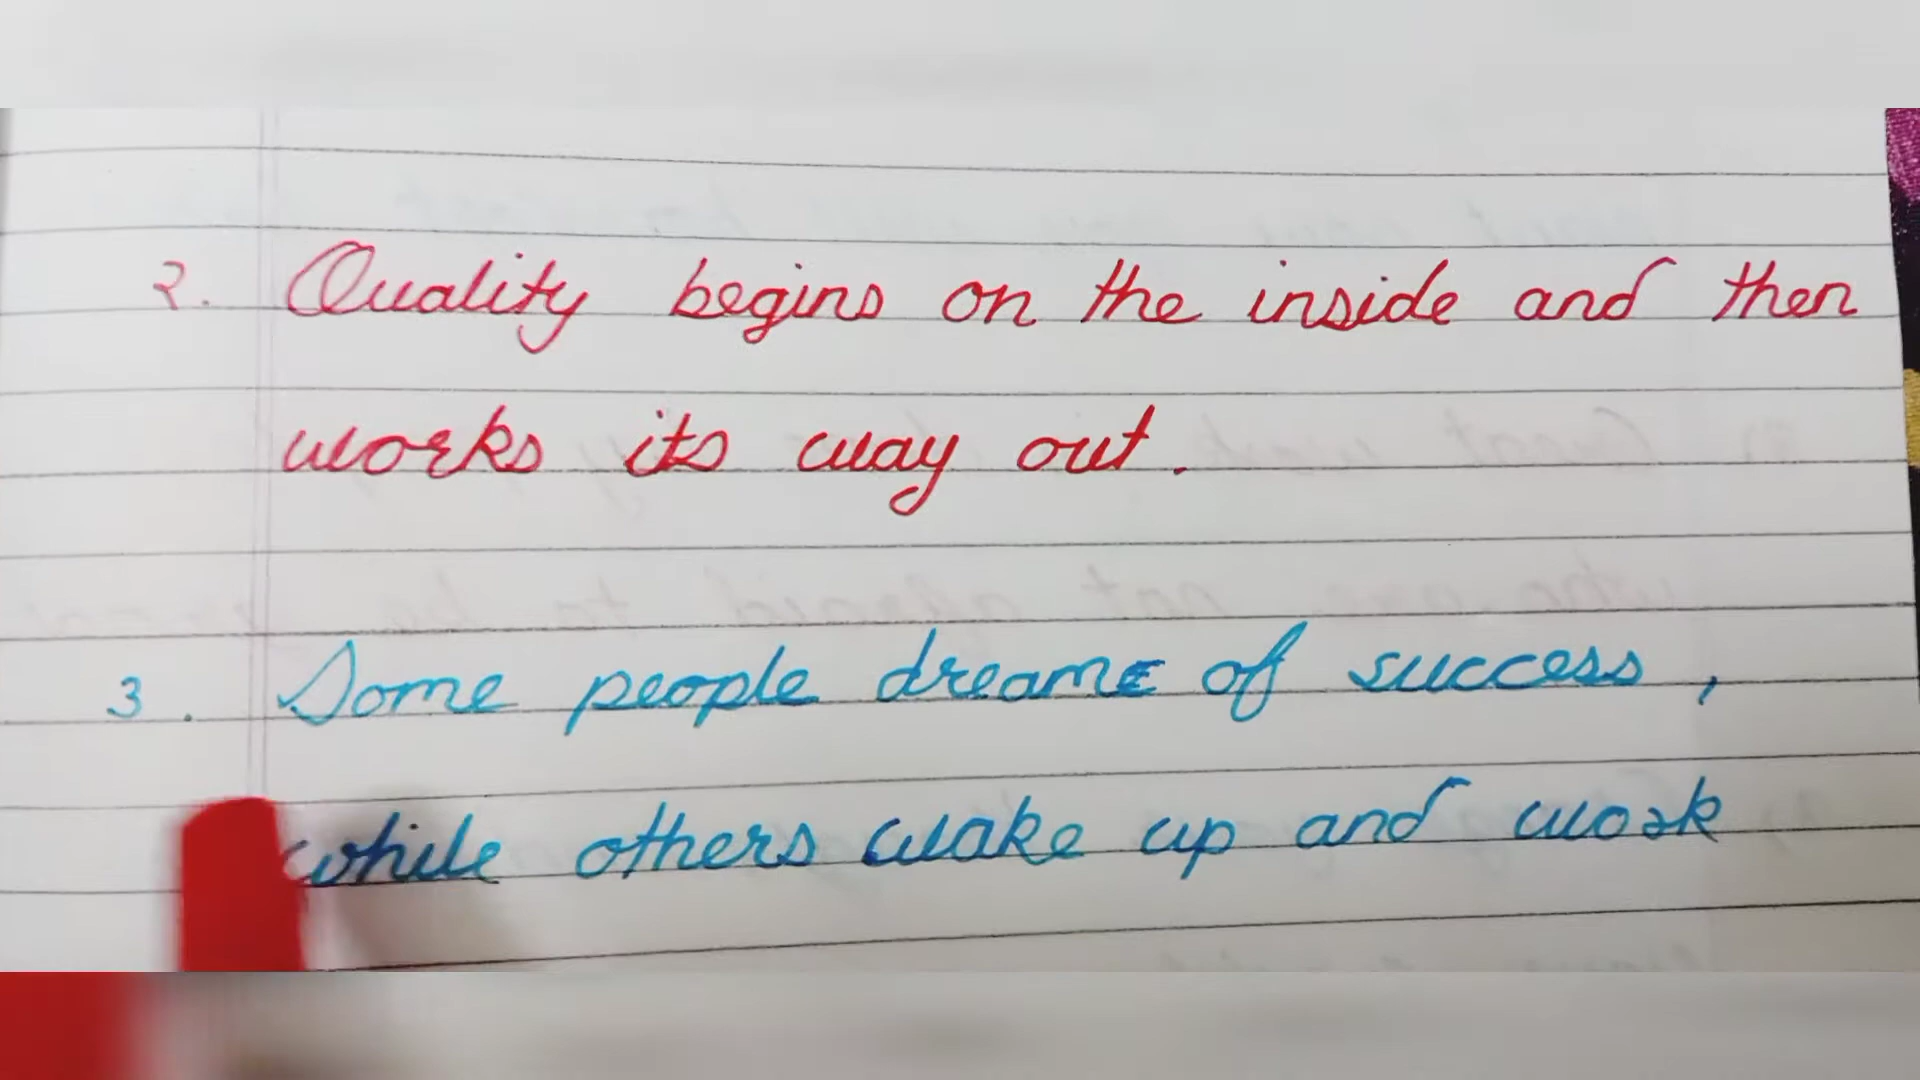 2. Quality begins on the inside and then
works its way out.
3. Some people dreame of success,
while others wake up and work